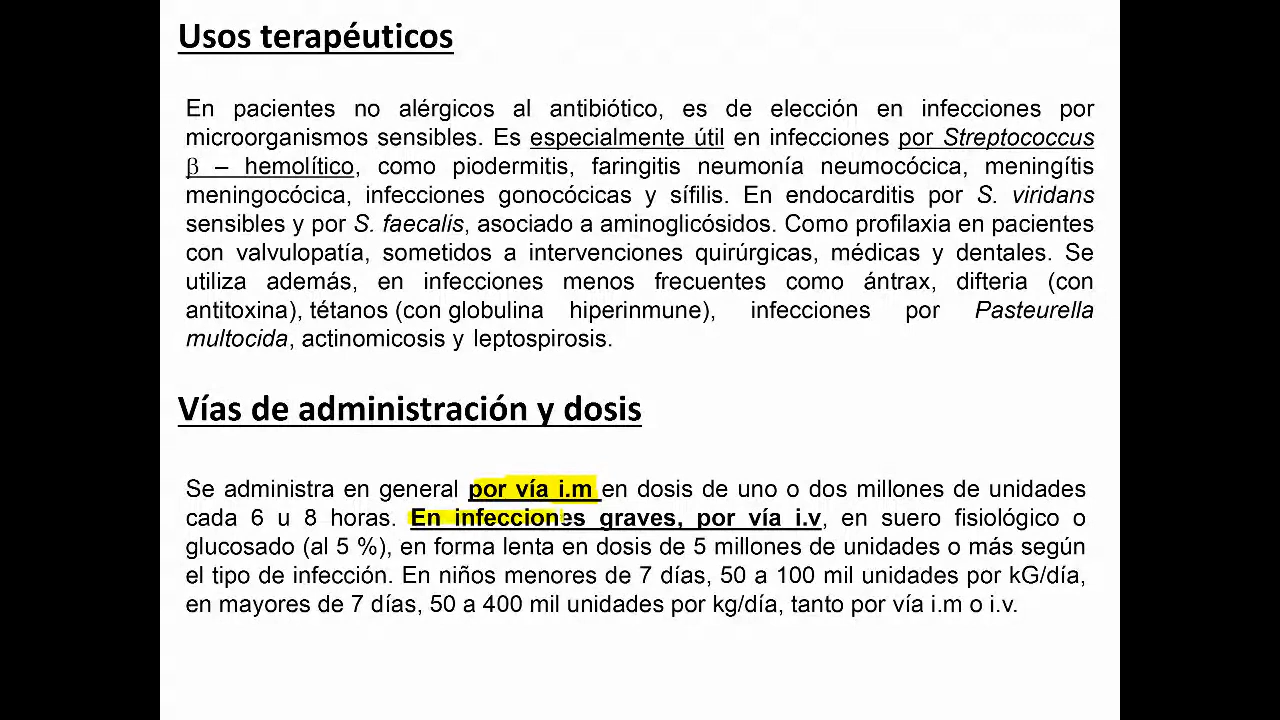 Usos terapéuticos
En pacientes no alérgicos al antibiótico, es de elección en infecciones por
microorganismos sensibles. Es especialmente útil en infecciones por Streptococcus
β – hemolítico, como piodermitis, faringitis neumonía neumocócica, meningítis
meningocócica, infecciones gonocócicas y sífilis. En endocarditis por S. viridans
sensibles y por S. faecalis, asociado a aminoglicósidos. Como profilaxia en pacientes
con valvulopatía, sometidos a intervenciones quirúrgicas, médicas y dentales. Se
utiliza además, en infecciones menos frecuentes como ántrax, difteria (con
antitoxina), tétanos (con globulina hiperinmune), infecciones por Pasteurella
multocida, actinomicosis y leptospirosis.
Vías de administración y dosis
Se administra en general por vía i.m en dosis de uno o dos millones de unidades
cada 6 u 8 horas. En infecciones graves, por vía i.v, en suero fisiológico o
glucosado (al 5 %), en forma lenta en dosis de 5 millones de unidades o más según
el tipo de infección. En niños menores de 7 días, 50 a 100 mil unidades por kG/día,
en mayores de 7 días, 50 a 400 mil unidades por kg/día, tanto por vía i.m o i.v.